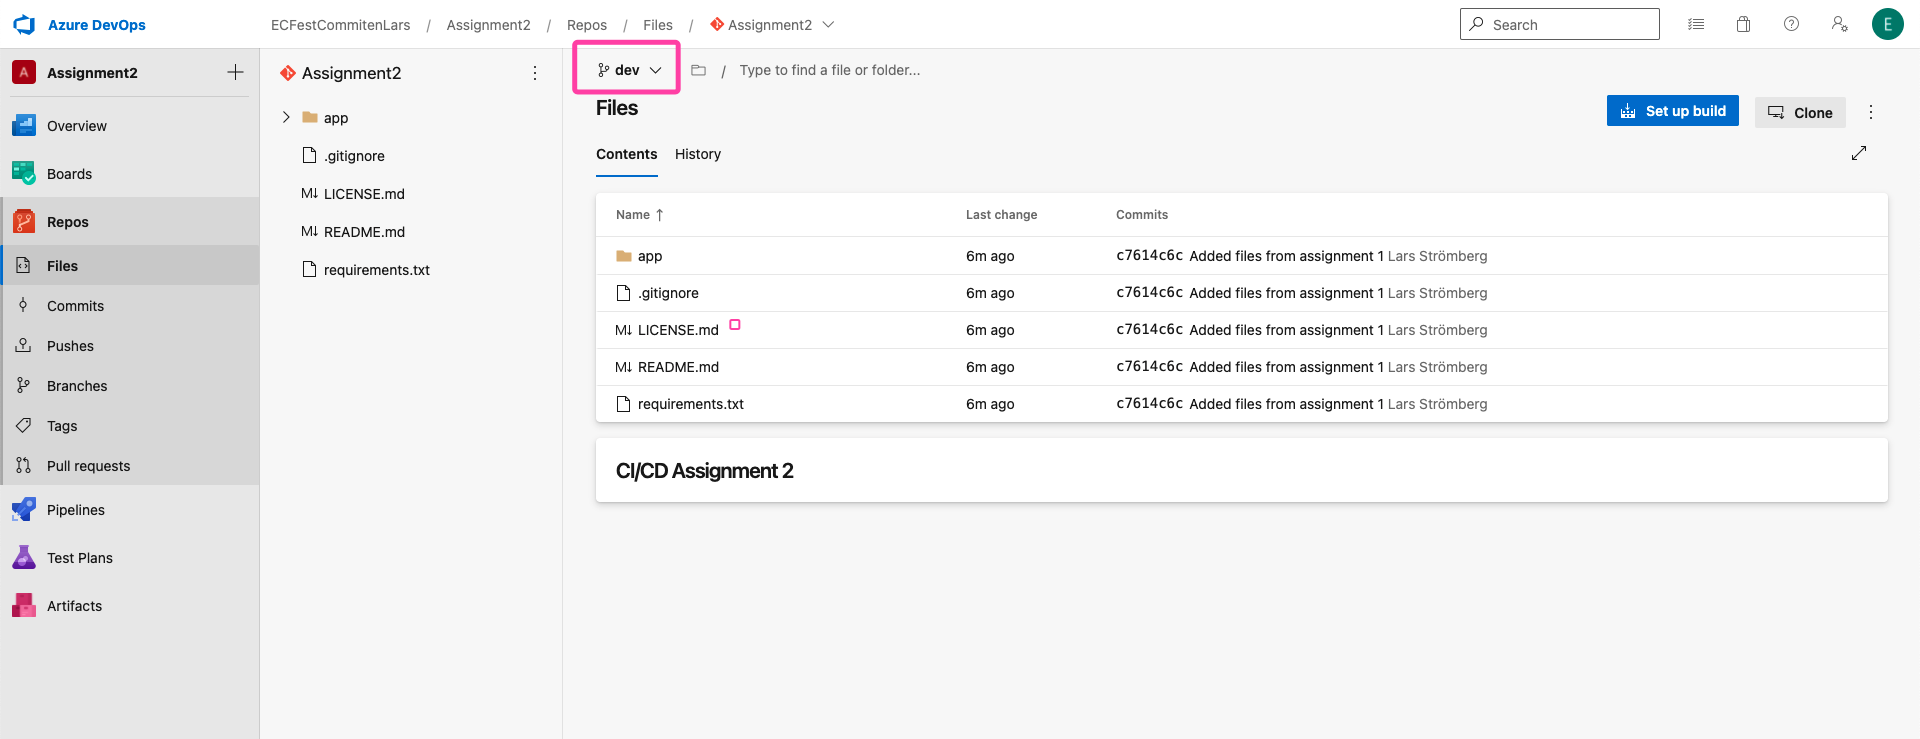 Azure DevOps
ECFestCommitenLars / Assignment2 / Repos / Files / Assignment2
Search
E
A Assignment2
Overview
Boards
Repos
Files
Commits
Pushes
Branches
Tags
Pull requests
Pipelines
Test Plans
Artifacts
Assignment2
app
.gitignore
M↓ LICENSE.md
M↓ README.md
requirements.txt
dev / Type to find a file or folder...
Files
Set up build
Clone
Contents History
Name ↑ Last change Commits
app 6m ago c7614c6c Added files from assignment 1 Lars Strömberg
.gitignore 6m ago c7614c6c Added files from assignment 1 Lars Strömberg
M↓ LICENSE.md 6m ago c7614c6c Added files from assignment 1 Lars Strömberg
M↓ README.md 6m ago c7614c6c Added files from assignment 1 Lars Strömberg
requirements.txt 6m ago c7614c6c Added files from assignment 1 Lars Strömberg
CI/CD Assignment 2